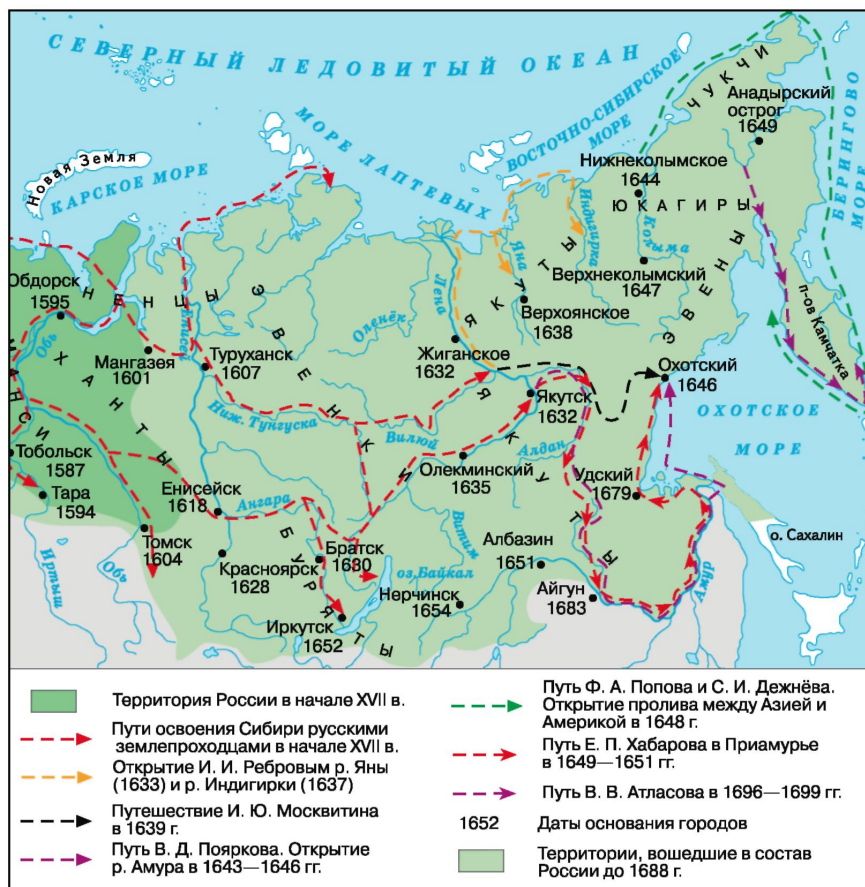 СЕВЕРНЫЙ ЛЕДОВИТЫЙ ОКЕАН
Новая Земля
КАРСКОЕ МОРЕ
МОРЕ ЛАПТЕВЫХ
ВОСТОЧНО-СИБИРСКОЕ
МОРЕ
ЧУКЧИ
Анадырский
острог
1649
БЕРИНГОВО
МОРЕ
Нижнеколымское
1644
ЮКАГИРЫ
Колыма
Индигирка
Яна
Верхнеколымский
1647
Верхоянское
1638
ЭВЕНЫ
п-ов Камчатка
Обдорск
1595
НЕНЦЫ
Обь
Енисей
Мангазея
1601
Туруханск
1607
ЭВЕНКИ
Оленёк
Лена
Жиганское
1632
ЯКУТЫ
Охотский
1646
ОХОТСКОЕ
МОРЕ
МАНСИ
ХАНТЫ
Ниж. Тунгуска
Вилюй
Якутск
1632
ЯКУТЫ
Алдан
Олекминский
1635
Удский
1679
Тобольск
1587
Тара
1594
Енисейск
1618
Ангара
Томск
1604
Обь
Иртыш
Красноярск
1628
БУРЯТЫ
Братск
1630
оз.Байкал
Витим
Иркутск
1652
Нерчинск
1654
Албазин
1651
Айгун
1683
Амур
о. Сахалин
Территория России в начале XVII в.
Пути освоения Сибири русскими
землепроходцами в начале XVII в.
Открытие И. И. Ребровым р. Яны
(1633) и р. Индигирки (1637)
Путешествие И. Ю. Москвитина
в 1639 г.
Путь В. Д. Пояркова. Открытие
р. Амура в 1643—1646 гг.
Путь Ф. А. Попова и С. И. Дежнёва.
Открытие пролива между Азией и
Америкой в 1648 г.
Путь Е. П. Хабарова в Приамурье
в 1649—1651 гг.
Путь В. В. Атласова в 1696—1699 гг.
1652 Даты основания городов
Территории, вошедшие в состав
России до 1688 г.